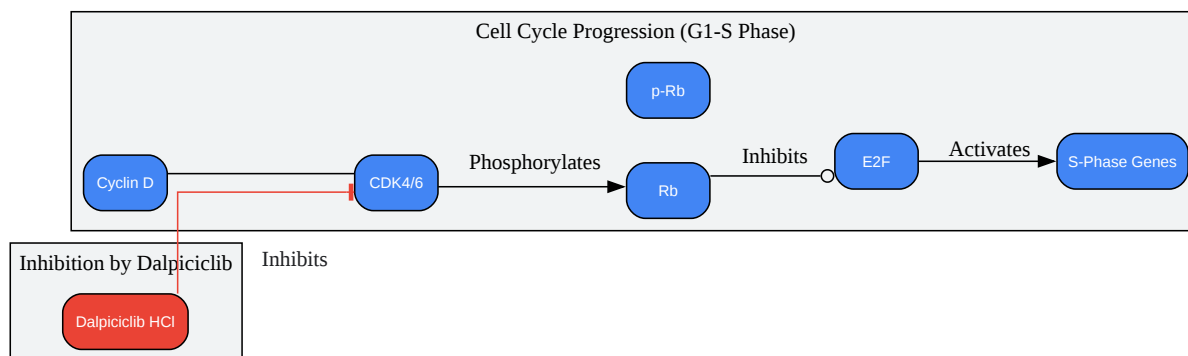 Cell Cycle Progression (G1-S Phase)
p-Rb
Cyclin D
CDK4/6
Phosphorylates
Rb
Inhibits
E2F
Activates
S-Phase Genes
Inhibition by Dalpiciclib
Inhibits
Dalpiciclib HCl